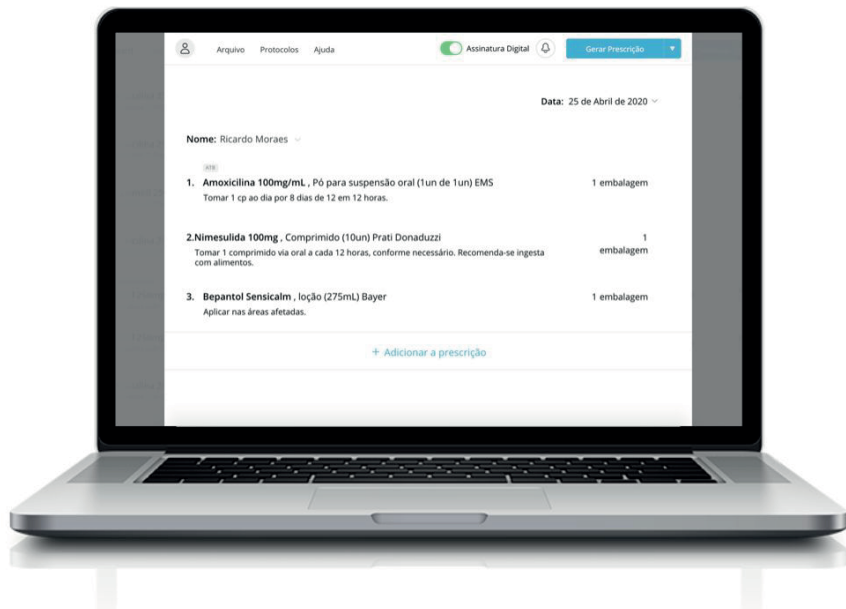 Arquivo Protocolos Ajuda Assinatura Digital Gerar Prescrição
Data: 25 de Abril de 2020
Nome: Ricardo Moraes
ATB
1. Amoxicilina 100mg/mL , Pó para suspensão oral (1un de 1un) EMS 1 embalagem
Tomar 1 cp ao dia por 8 dias de 12 em 12 horas.
2.Nimesulida 100mg , Comprimido (10un) Prati Donaduzzi 1
embalagem
Tomar 1 comprimido via oral a cada 12 horas, conforme necessário. Recomenda-se ingesta
com alimentos.
3. Bepantol Sensicalm , loção (275mL) Bayer 1 embalagem
Aplicar nas áreas afetadas.
+ Adicionar a prescrição